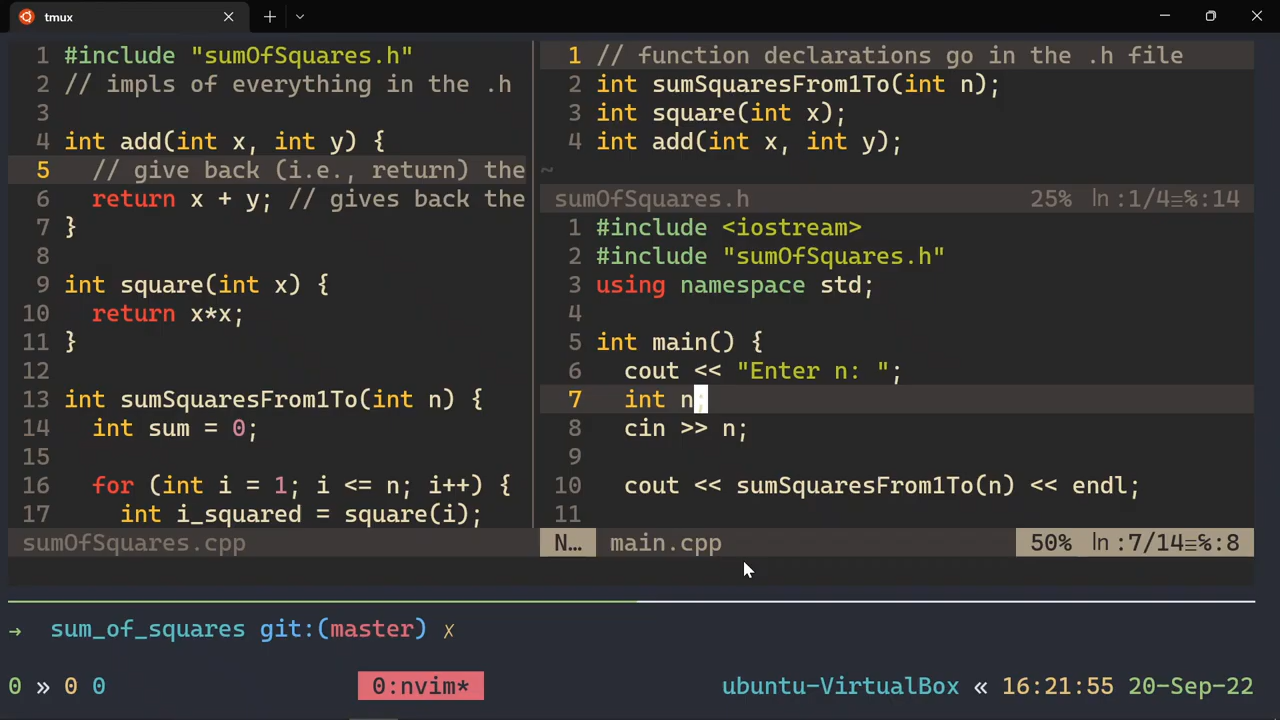 tmux
1 #include "sumOfSquares.h"
2 // impls of everything in the .h
3
4 int add(int x, int y) {
5 // give back (i.e., return) the
6 return x + y; // gives back the
7 }
8
9 int square(int x) {
10 return x*x;
11 }
12
13 int sumSquaresFrom1To(int n) {
14 int sum = 0;
15
16 for (int i = 1; i <= n; i++) {
17 int i_squared = square(i);
sumOfSquares.cpp
1 // function declarations go in the .h file
2 int sumSquaresFrom1To(int n);
3 int square(int x);
4 int add(int x, int y);
~
sumOfSquares.h 25% ln:1/4≡℅:14
1 #include <iostream>
2 #include "sumOfSquares.h"
3 using namespace std;
4
5 int main() {
6 cout << "Enter n: ";
7 int n;
8 cin >> n;
9
10 cout << sumSquaresFrom1To(n) << endl;
11
N… main.cpp 50% ln:7/14≡℅:8
→ sum_of_squares git:(master) ✗
0 » 0 0 0:nvim* ubuntu-VirtualBox « 16:21:55 20-Sep-22